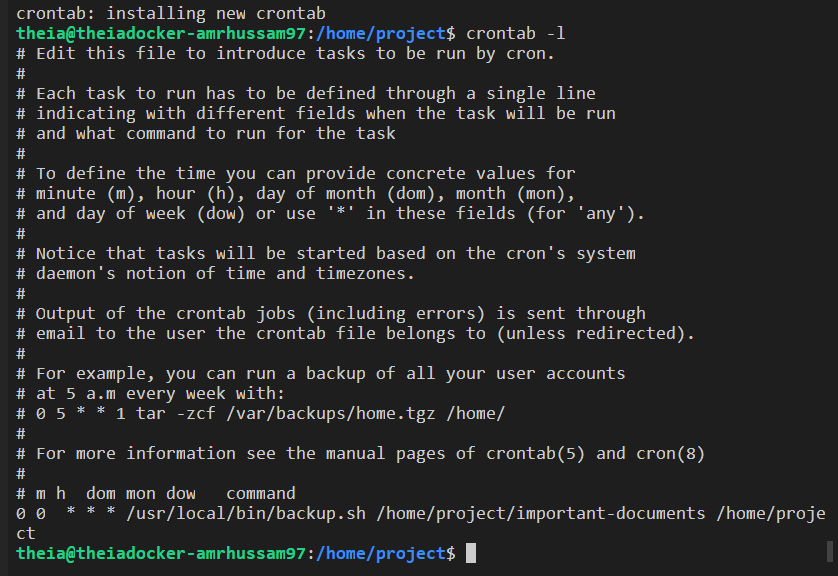 crontab: installing new crontab
theia@theiadocker-amrhussam97:/home/project$ crontab -l
# Edit this file to introduce tasks to be run by cron.
#
# Each task to run has to be defined through a single line
# indicating with different fields when the task will be run
# and what command to run for the task
#
# To define the time you can provide concrete values for
# minute (m), hour (h), day of month (dom), month (mon),
# and day of week (dow) or use '*' in these fields (for 'any').
#
# Notice that tasks will be started based on the cron's system
# daemon's notion of time and timezones.
#
# Output of the crontab jobs (including errors) is sent through
# email to the user the crontab file belongs to (unless redirected).
#
# For example, you can run a backup of all your user accounts
# at 5 a.m every week with:
# 0 5 * * 1 tar -zcf /var/backups/home.tgz /home/
#
# For more information see the manual pages of crontab(5) and cron(8)
#
# m h  dom mon dow   command
0 0  * * * /usr/local/bin/backup.sh /home/project/important-documents /home/proje
ct
theia@theiadocker-amrhussam97:/home/project$